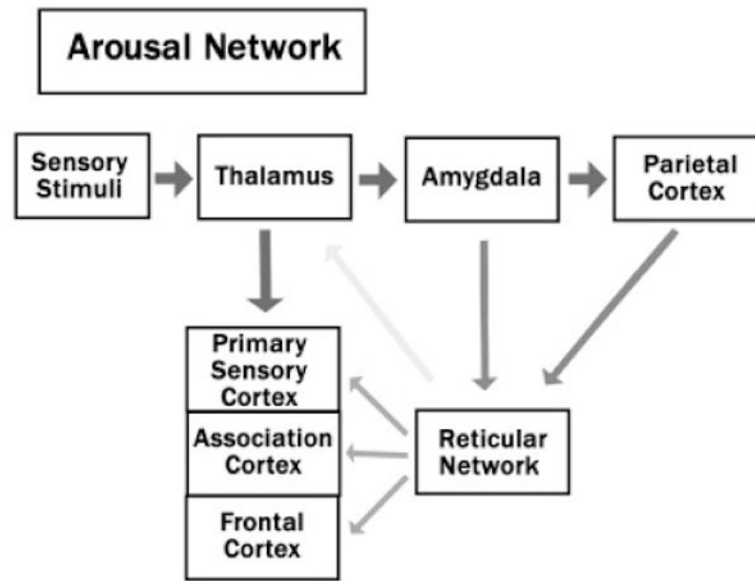 Arousal Network
Sensory
Stimuli
Thalamus
Amygdala
Parietal
Cortex
Primary
Sensory
Cortex
Association
Cortex
Frontal
Cortex
Reticular
Network